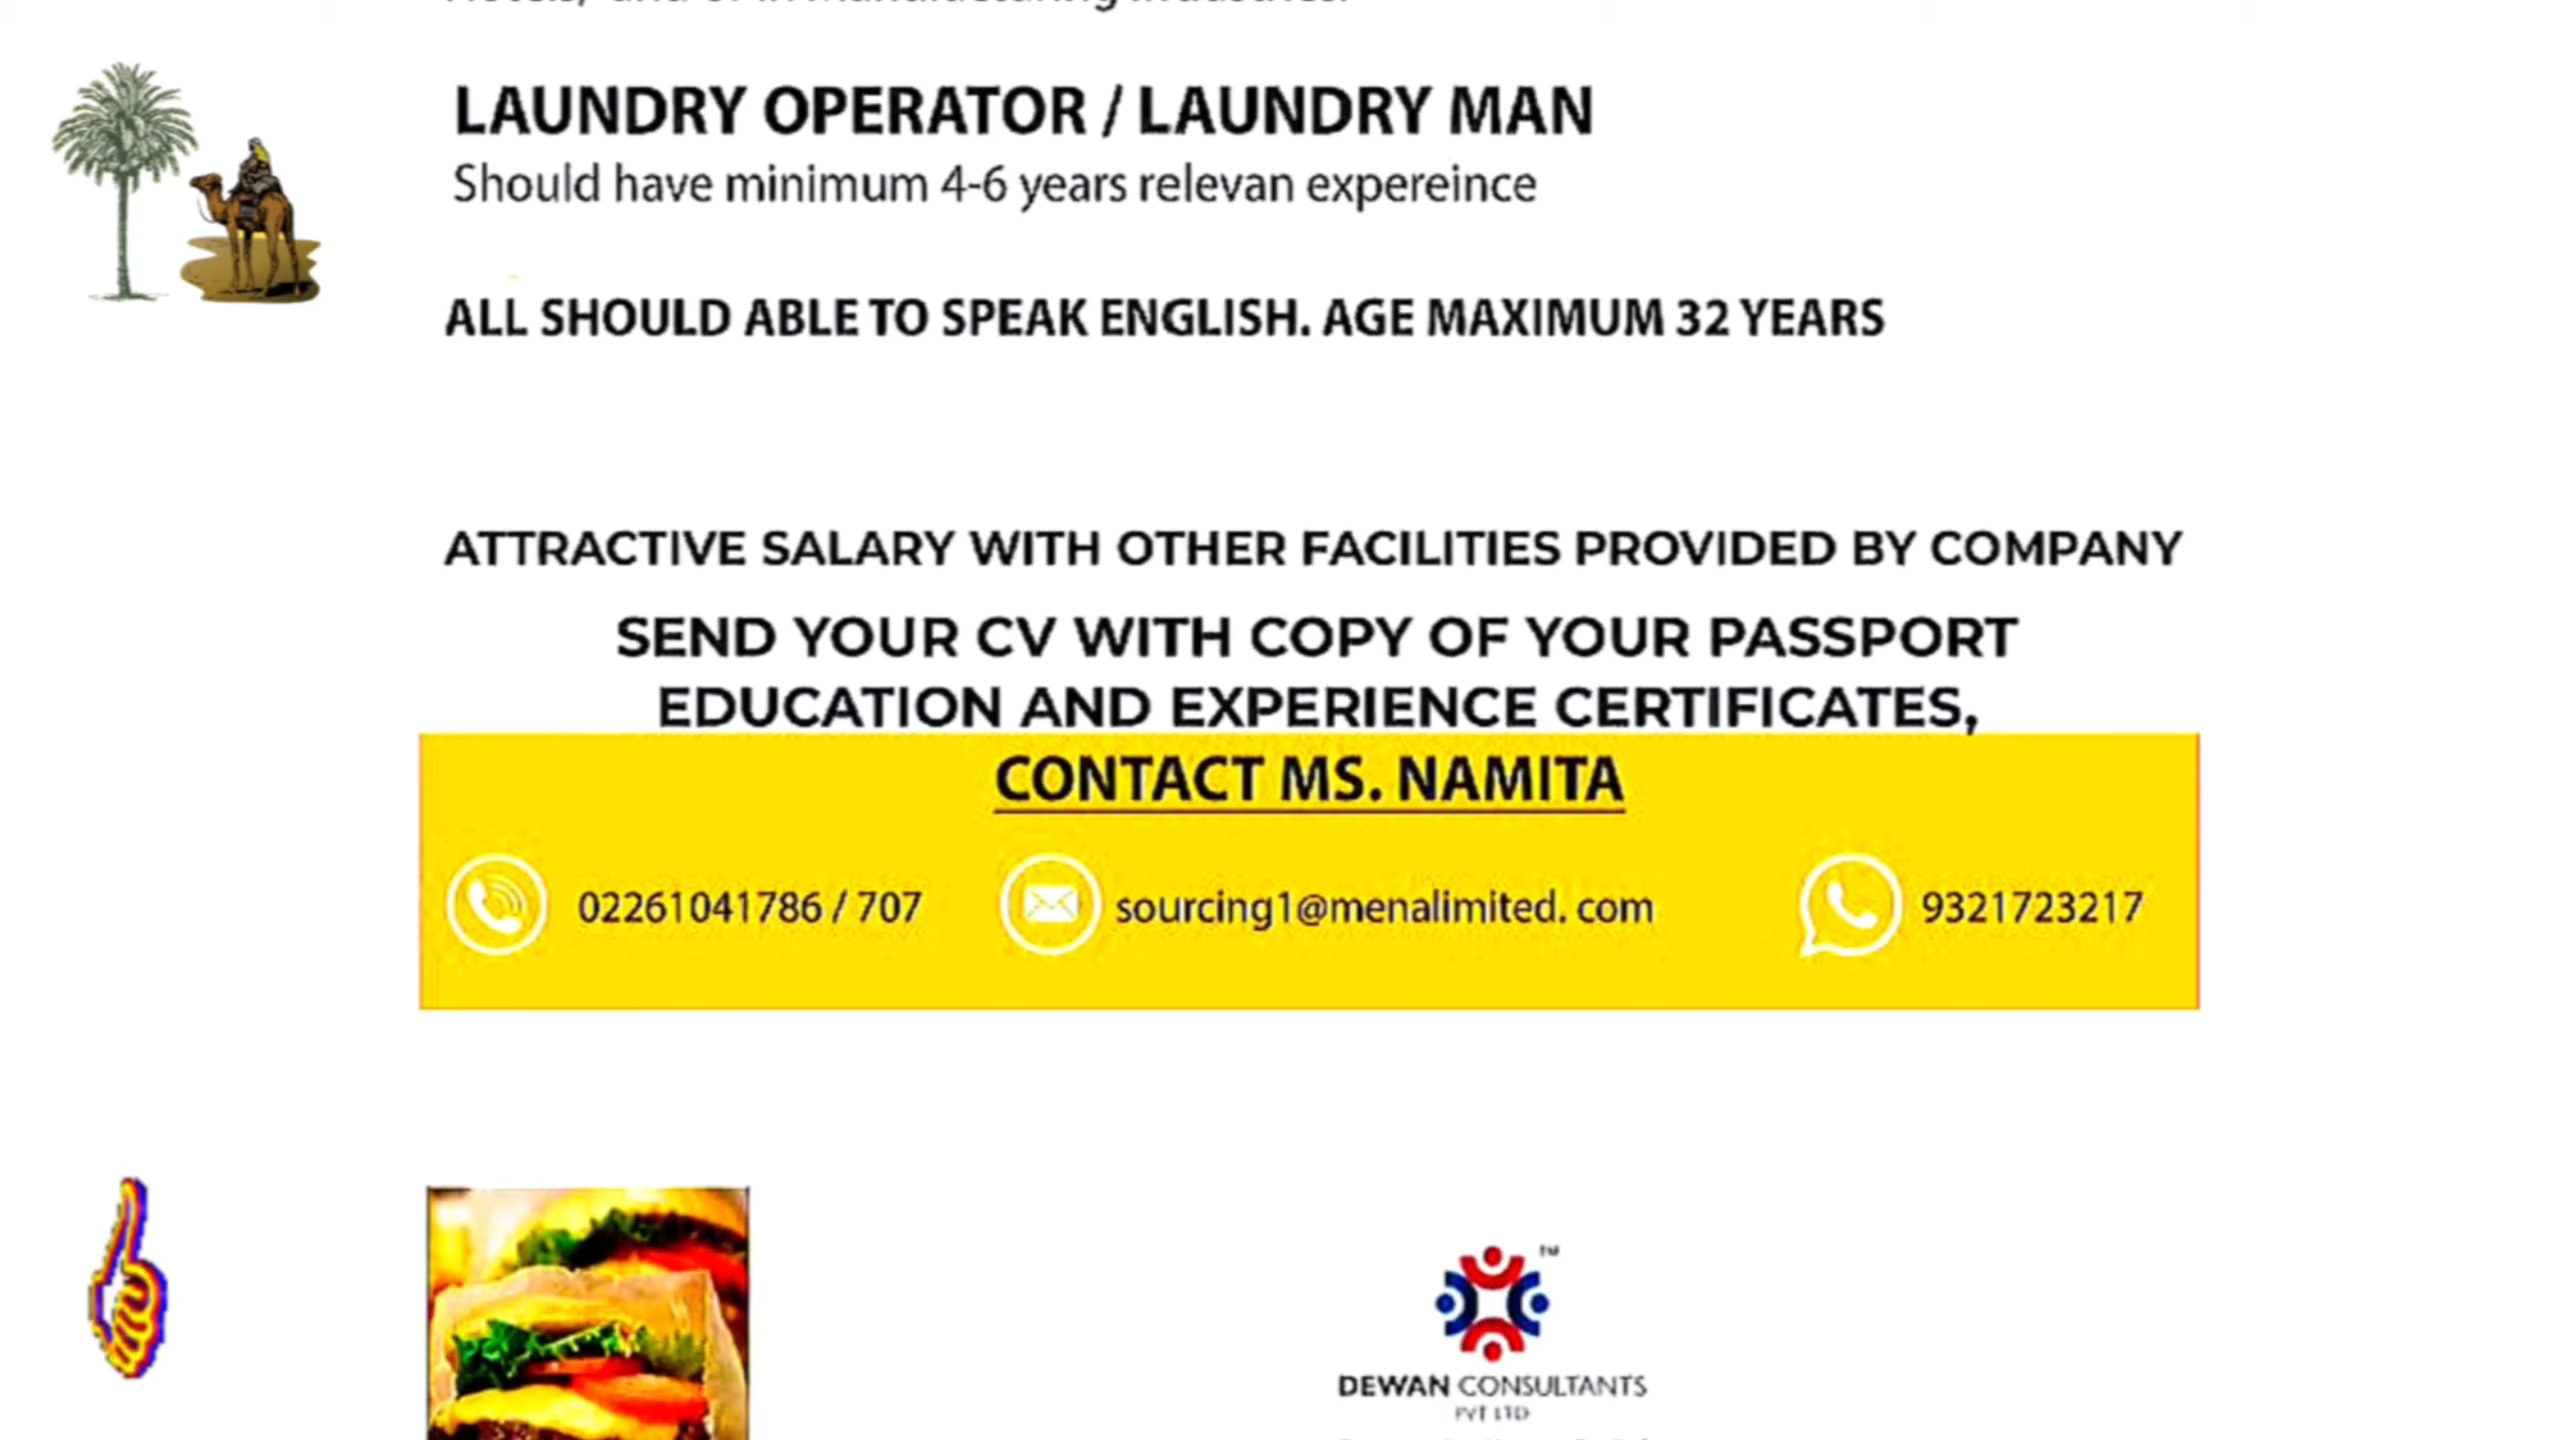 LAUNDRY OPERATOR / LAUNDRY MAN
Should have minimum 4-6 years relevan expereince
ALL SHOULD ABLE TO SPEAK ENGLISH. AGE MAXIMUM 32 YEARS
ATTRACTIVE SALARY WITH OTHER FACILITIES PROVIDED BY COMPANY
SEND YOUR CV WITH COPY OF YOUR PASSPORT
EDUCATION AND EXPERIENCE CERTIFICATES,
CONTACT MS. NAMITA
02261041786 / 707
sourcing1@menalimited. com
9321723217
TM
DEWAN CONSULTANTS
PVT LTD